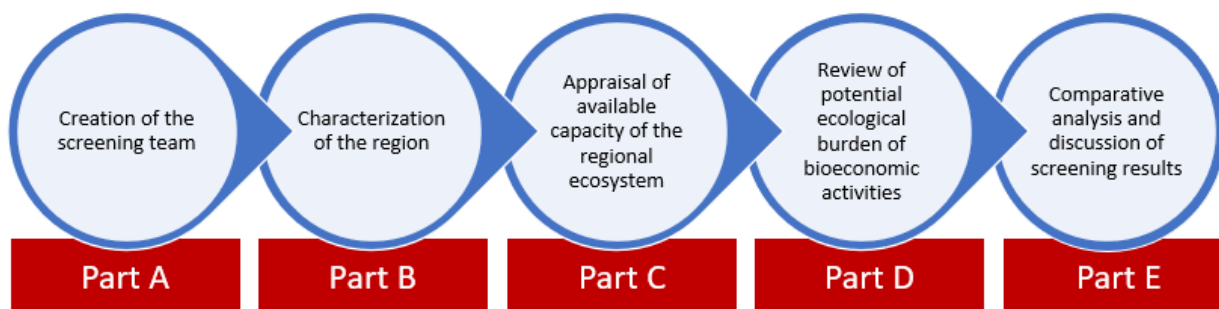 Creation of the
screening team
Characterization
of the region
Appraisal of
available
capacity of the
regional
ecosystem
Review of
potential
ecological
burden of
bioeconomic
activities
Comparative
analysis and
discussion of
screening results
Part A
Part B
Part C
Part D
Part E